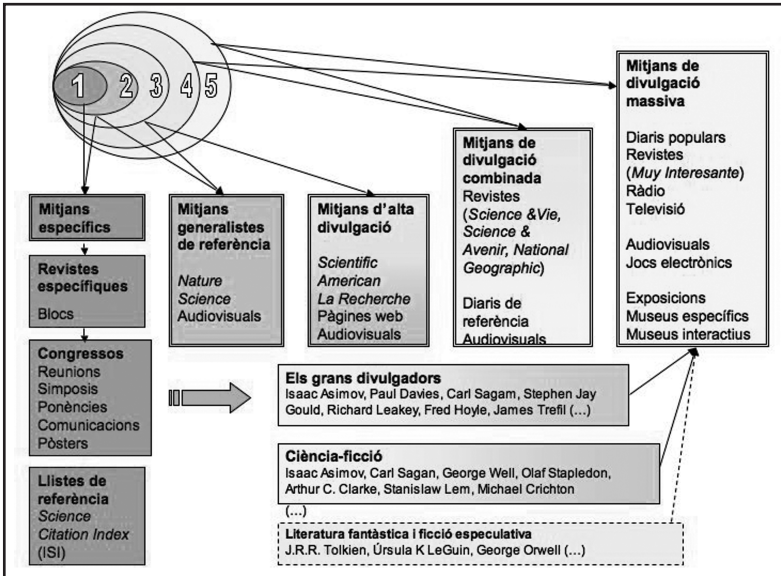 1 2 3 4 5
Mitjans
específics
Revistes
específiques
Blocs
Congressos
Reunions
Simposis
Ponències
Comunicacions
Pòsters
Llistes de
referència
Science
Citation Index
(ISI)
Mitjans
generalistes
de referència
Nature
Science
Audiovisuals
Mitjans d'alta
divulgació
Scientific
American
La Recherche
Pàgines web
Audiovisuals
Mitjans de
divulgació
combinada
Revistes
(Science &Vie,
Science &
Avenir, National
Geographic)
Diaris de
referència
Audiovisuals
Mitjans de
divulgació
massiva
Diaris populars
Revistes
(Muy Interesante)
Ràdio
Televisió
Audiovisuals
Jocs electrònics
Exposicions
Museus específics
Museus interactius
Els grans divulgadors
Isaac Asimov, Paul Davies, Carl Sagam, Stephen Jay
Gould, Richard Leakey, Fred Hoyle, James Trefil (...)
Ciència-ficció
Isaac Asimov, Carl Sagan, George Well, Olaf Stapledon,
Arthur C. Clarke, Stanislaw Lem, Michael Crichton
(...)
Literatura fantàstica i ficció especulativa
J.R.R. Tolkien, Úrsula K LeGuin, George Orwell (...)